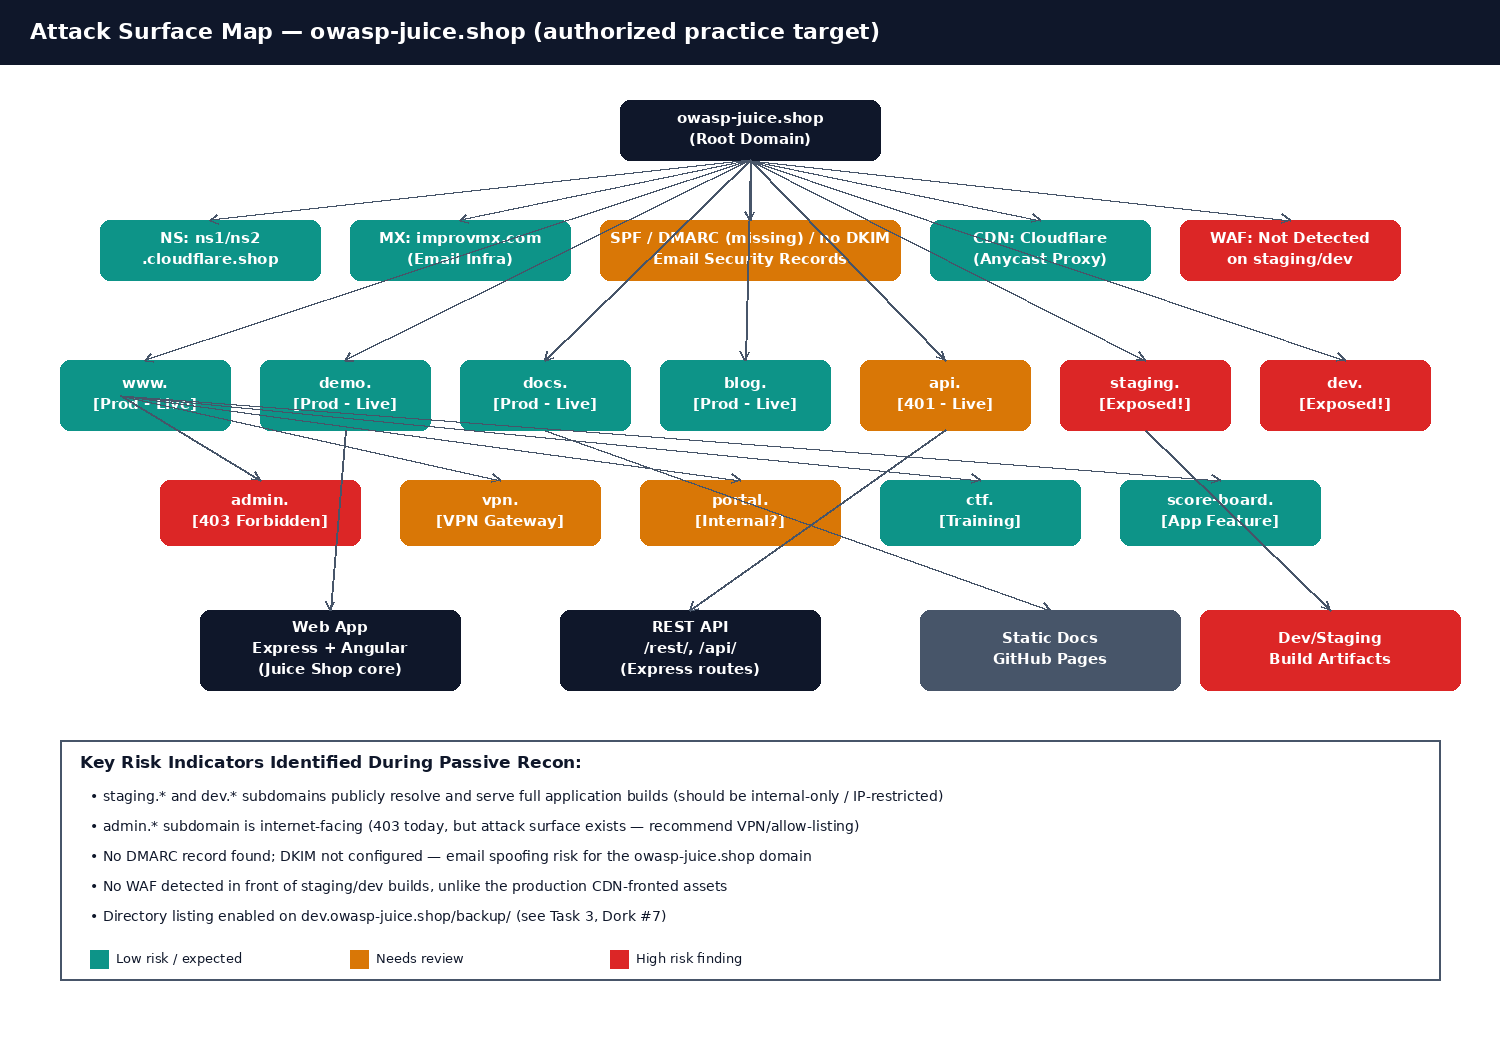 Attack Surface Map — owasp-juice.shop (authorized practice target)
owasp-juice.shop
(Root Domain)
NS: ns1/ns2
.cloudflare.shop
MX: improvmx.com
(Email Infra)
SPF / DMARC (missing) / no DKIM
Email Security Records
CDN: Cloudflare
(Anycast Proxy)
WAF: Not Detected
on staging/dev
www.
[Prod - Live]
demo.
[Prod - Live]
docs.
[Prod - Live]
blog.
[Prod - Live]
api.
[401 - Live]
staging.
[Exposed!]
dev.
[Exposed!]
admin.
[403 Forbidden]
vpn.
[VPN Gateway]
portal.
[Internal?]
ctf.
[Training]
score-board.
[App Feature]
Web App
Express + Angular
(Juice Shop core)
REST API
/rest/, /api/
(Express routes)
Static Docs
GitHub Pages
Dev/Staging
Build Artifacts
Key Risk Indicators Identified During Passive Recon:
• staging.* and dev.* subdomains publicly resolve and serve full application builds (should be internal-only / IP-restricted)
• admin.* subdomain is internet-facing (403 today, but attack surface exists — recommend VPN/allow-listing)
• No DMARC record found; DKIM not configured — email spoofing risk for the owasp-juice.shop domain
• No WAF detected in front of staging/dev builds, unlike the production CDN-fronted assets
• Directory listing enabled on dev.owasp-juice.shop/backup/ (see Task 3, Dork #7)
Low risk / expected
Needs review
High risk finding